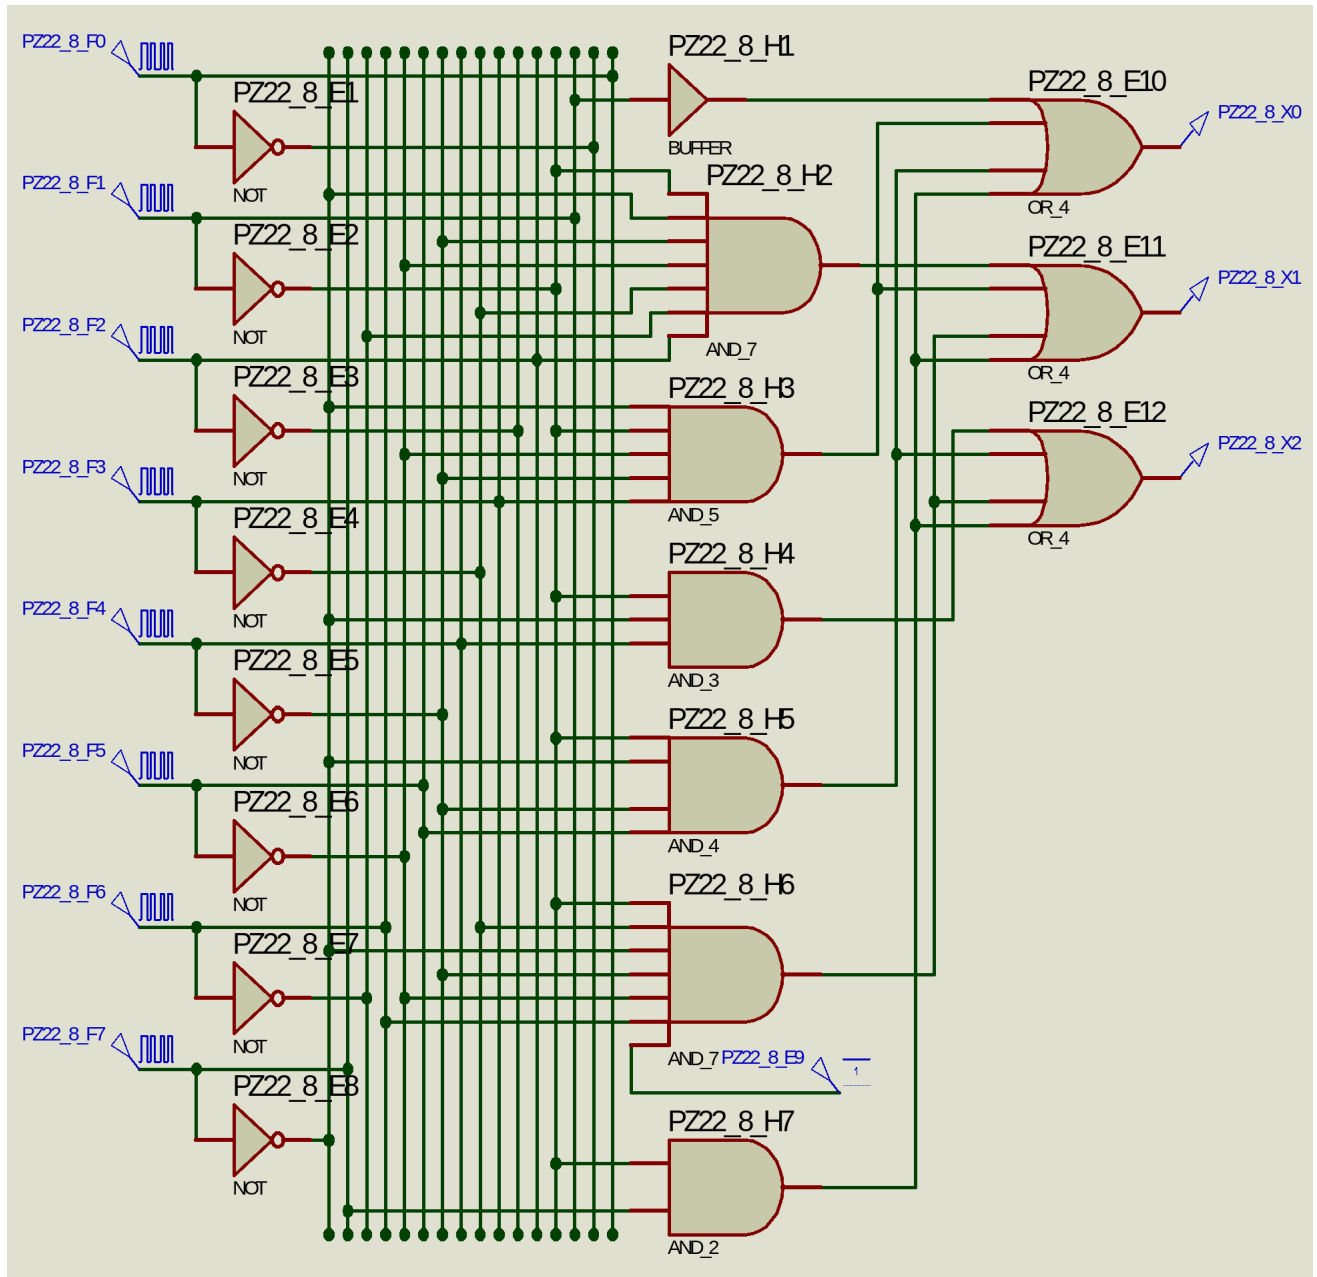 PZ22_8_F0
PZ22_8_H1
PZ22_8_E10
PZ22_8_E1
PZ22_8_X0
BUFFER
PZ22_8_H2
PZ22_8_F1
NOT
OR_4
PZ22_8_E2
PZ22_8_E11
PZ22_8_X1
PZ22_8_F2
NOT
AND_7
OR_4
PZ22_8_E3
PZ22_8_H3
PZ22_8_E12
PZ22_8_X2
PZ22_8_F3
NOT
PZ22_8_E4
AND_5
OR_4
PZ22_8_H4
PZ22_8_F4
NOT
PZ22_8_E5
AND_3
PZ22_8_H5
PZ22_8_F5
NOT
PZ22_8_E6
AND_4
PZ22_8_H6
PZ22_8_F6
NOT
PZ22_8_E7
PZ22_8_F7
NOT
AND_7
PZ22_8_E9
1
PZ22_8_E8
PZ22_8_H7
NOT
AND_2